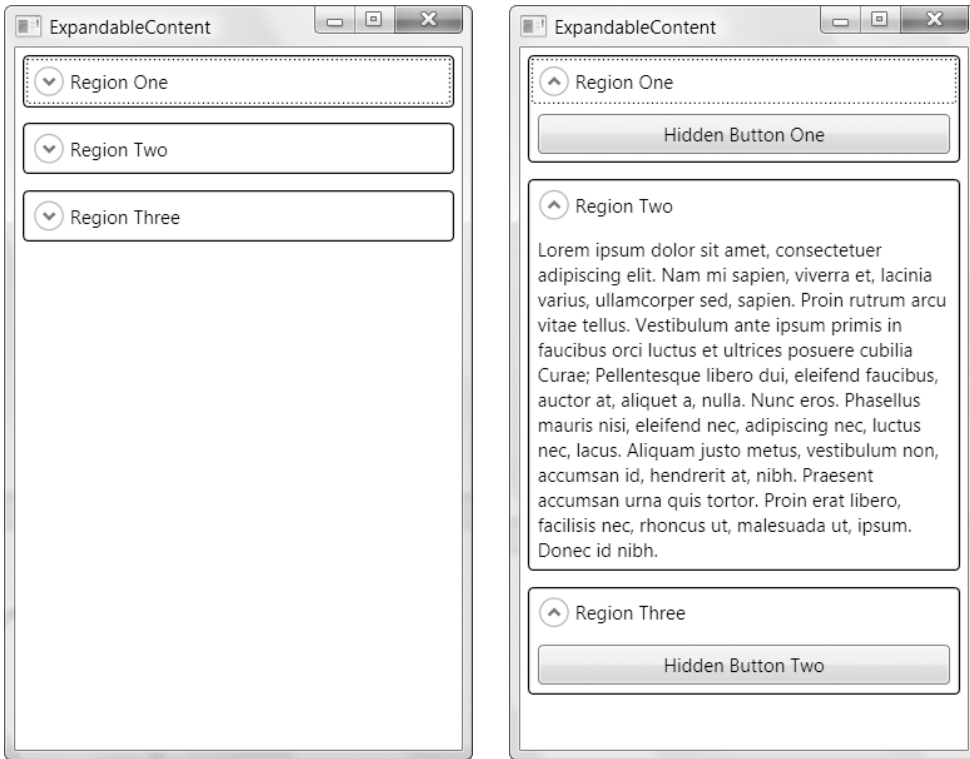 ExpandableContent
Region One
Region Two
Region Three
ExpandableContent
Region One
Hidden Button One
Region Two
Lorem ipsum dolor sit amet, consectetuer
adipiscing elit. Nam mi sapien, viverra et, lacinia
varius, ullamcorper sed, sapien. Proin rutrum arcu
vitae tellus. Vestibulum ante ipsum primis in
faucibus orci luctus et ultrices posuere cubilia
Curae; Pellentesque libero dui, eleifend faucibus,
auctor at, aliquet a, nulla. Nunc eros. Phasellus
mauris nisi, eleifend nec, adipiscing nec, luctus
nec, lacus. Aliquam justo metus, vestibulum non,
accumsan id, hendrerit at, nibh. Praesent
accumsan urna quis tortor. Proin erat libero,
facilisis nec, rhoncus ut, malesuada ut, ipsum.
Donec id nibh.
Region Three
Hidden Button Two